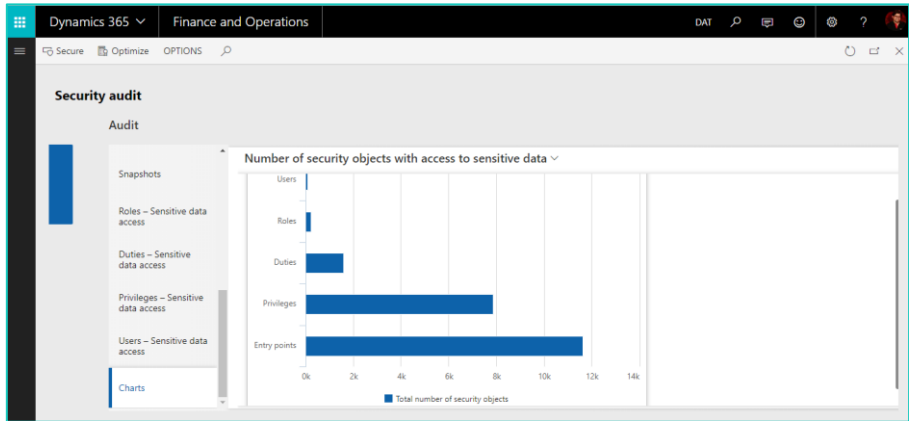 Dynamics 365
Finance and Operations
DAT
?
Secure
Optimize
OPTIONS
Security audit
Audit
Snapshots
Roles – Sensitive data
access
Duties – Sensitive
data access
Privileges – Sensitive
data access
Users – Sensitive data
access
Charts
Number of security objects with access to sensitive data
Users
Roles
Duties
Privileges
Entry points
0k 2k 4k 6k 8k 10k 12k 14k
Total number of security objects